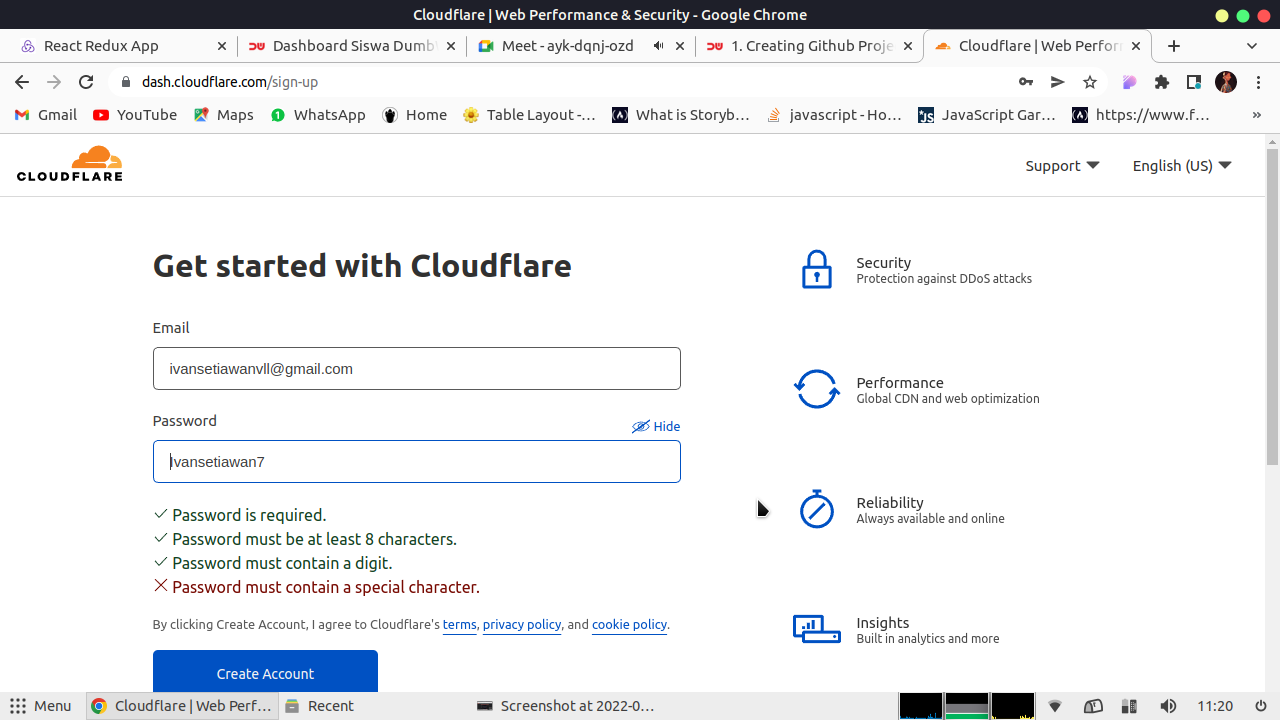 Cloudflare | Web Performance & Security - Google Chrome
React Redux App
Dashboard Siswa Dumb
Meet - ayk-dqnj-ozd
1. Creating Github Proje
Cloudflare | Web Perfor
dash.cloudflare.com/sign-up
Gmail
YouTube
Maps
WhatsApp
Home
Table Layout -...
What is Storyb...
javascript - Ho...
JavaScript Gar...
https://www.f...
»
CLOUDFLARE
Support
English (US)
Get started with Cloudflare
Email
ivansetiawanvll@gmail.com
Password
Hide
Ivansetiawan7
Password is required.
Password must be at least 8 characters.
Password must contain a digit.
Password must contain a special character.
By clicking Create Account, I agree to Cloudflare's terms, privacy policy, and cookie policy.
Create Account
Security
Protection against DDoS attacks
Performance
Global CDN and web optimization
Reliability
Always available and online
Insights
Built in analytics and more
Menu
Cloudflare | Web Perf...
Recent
Screenshot at 2022-0...
11:20